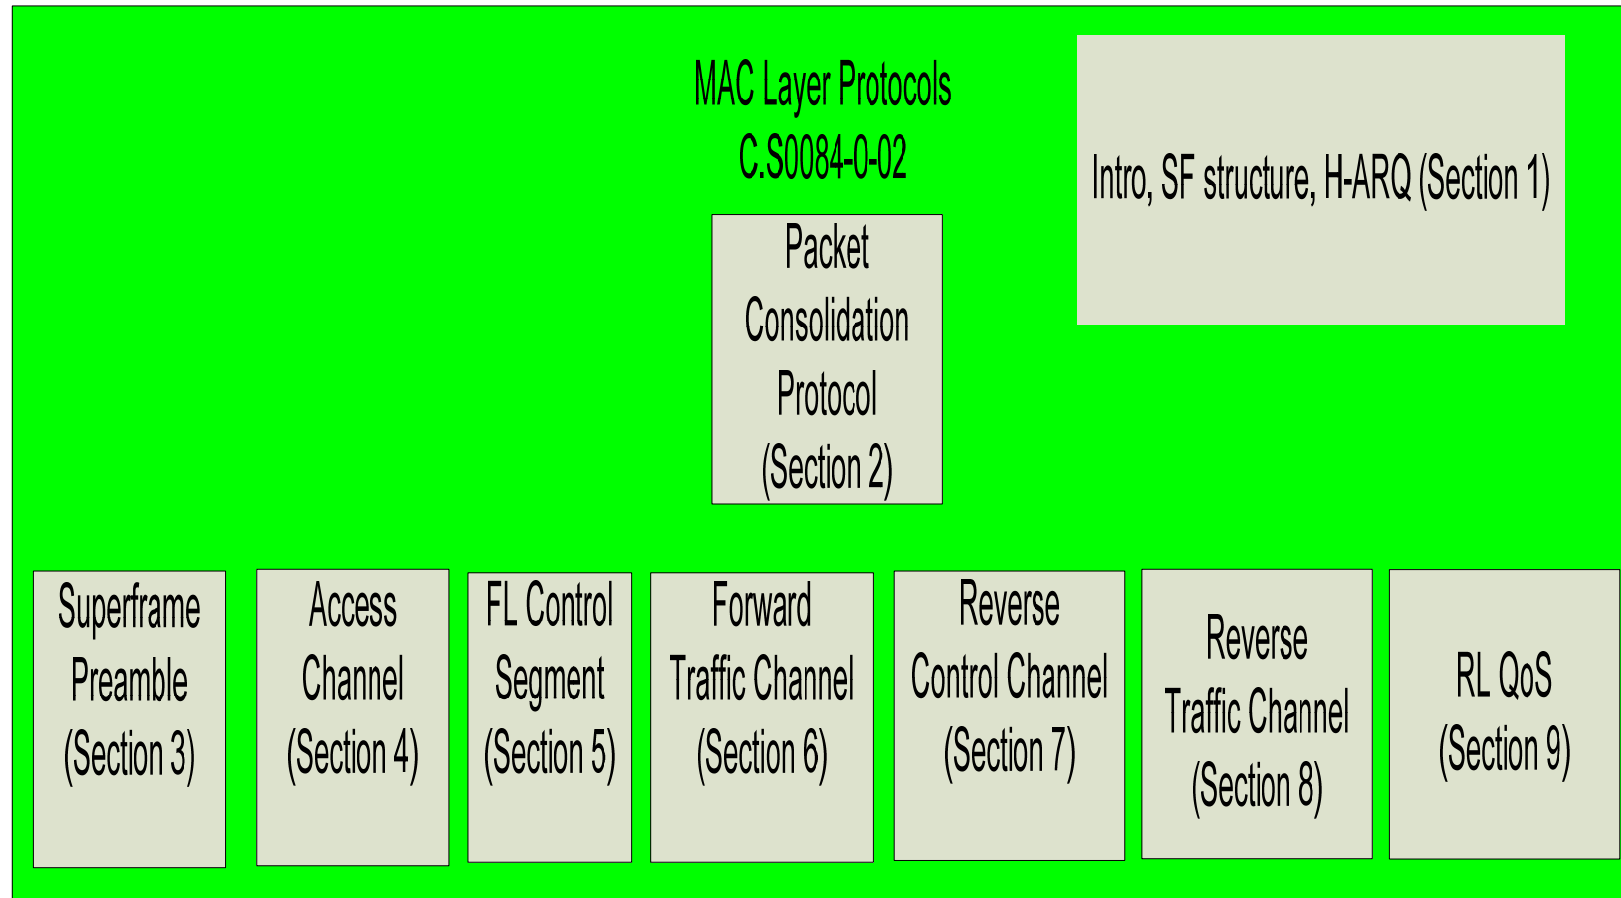 MAC Layer Protocols
C.S0084-0-02
Intro, SF structure, H-ARQ (Section 1)
Packet
Consolidation
Protocol
(Section 2)
Superframe
Preamble
(Section 3)
Access
Channel
(Section 4)
FL Control
Segment
(Section 5)
Forward
Traffic Channel
(Section 6)
Reverse
Control Channel
(Section 7)
Reverse
Traffic Channel
(Section 8)
RL QoS
(Section 9)